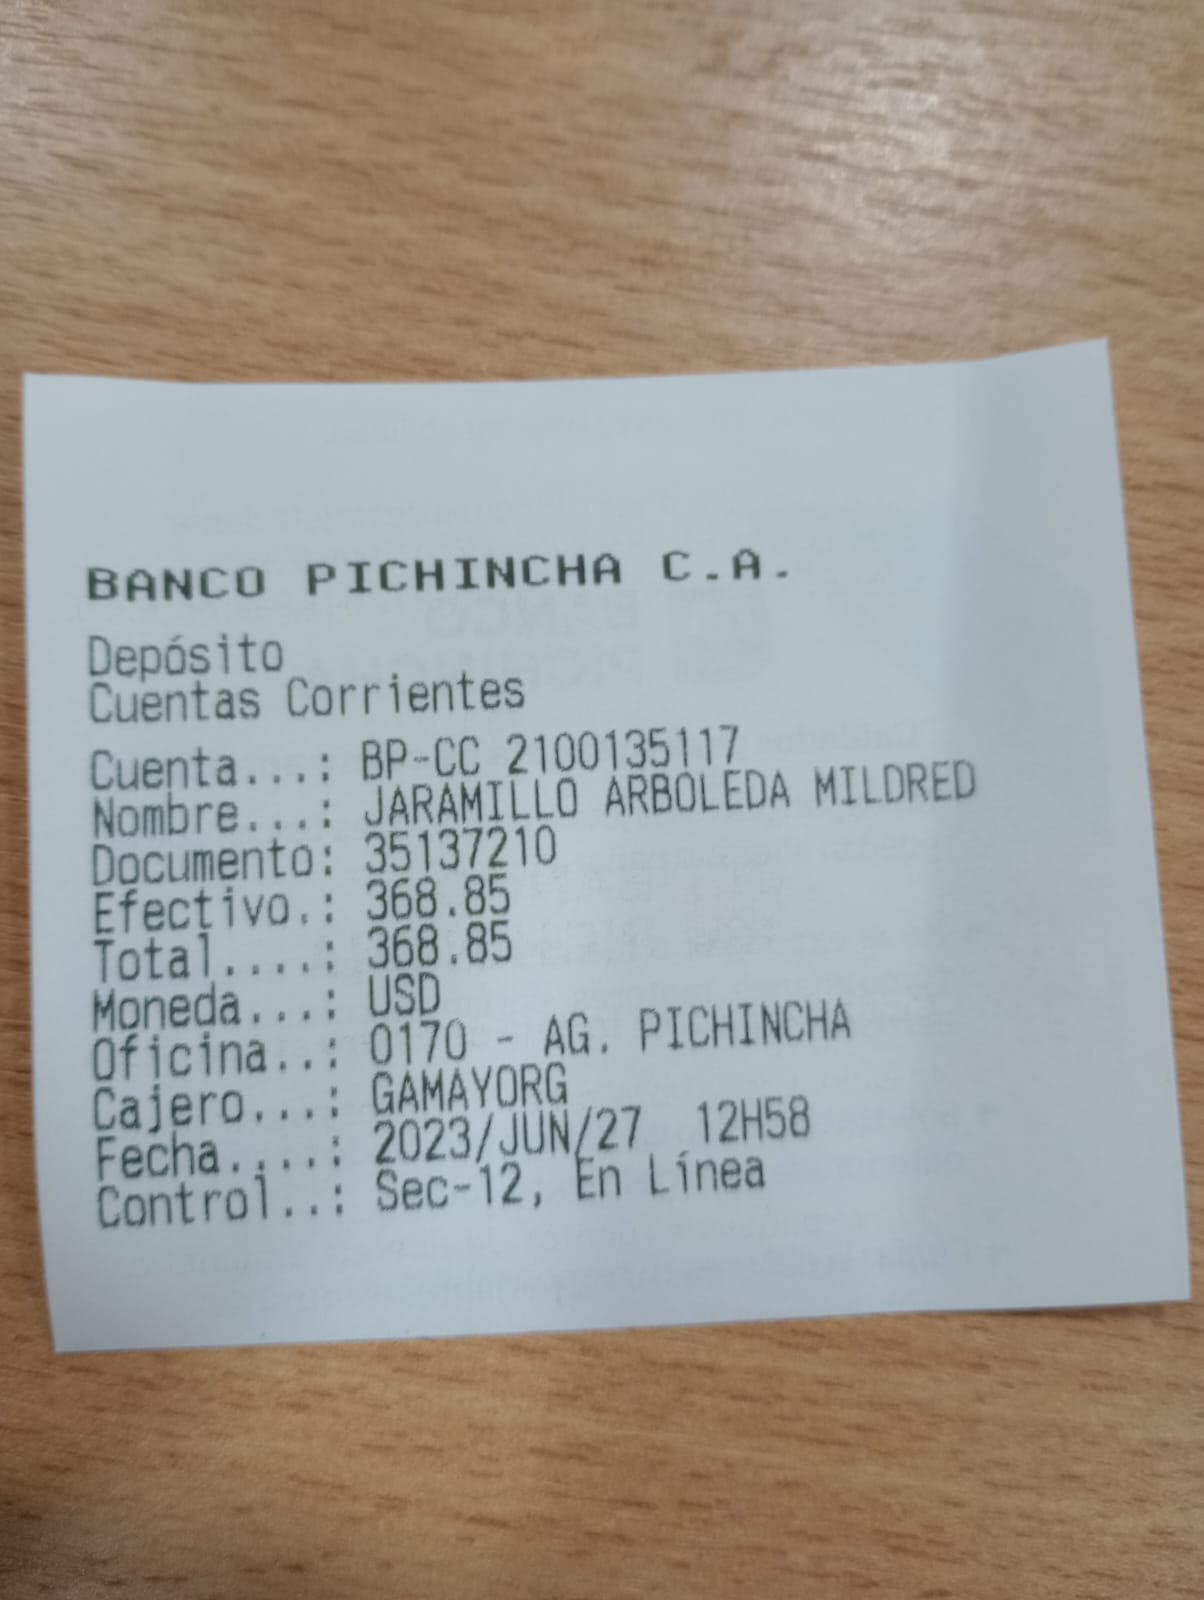 BANCO PICHINCHA C.A.
Depósito
Cuentas Corrientes
Cuenta...: BP-CC 2100135117
Nombre...: JARAMILLO ARBOLEDA MILDRED
Documento: 35137210
Efectivo.: 368.85
Total....: 368.85
Moneda...: USD
Oficina..: 0170 - AG. PICHINCHA
Cajero...: GAMAYORG
Fecha....: 2023/JUN/27 12H58
Control..: Sec-12, En Línea